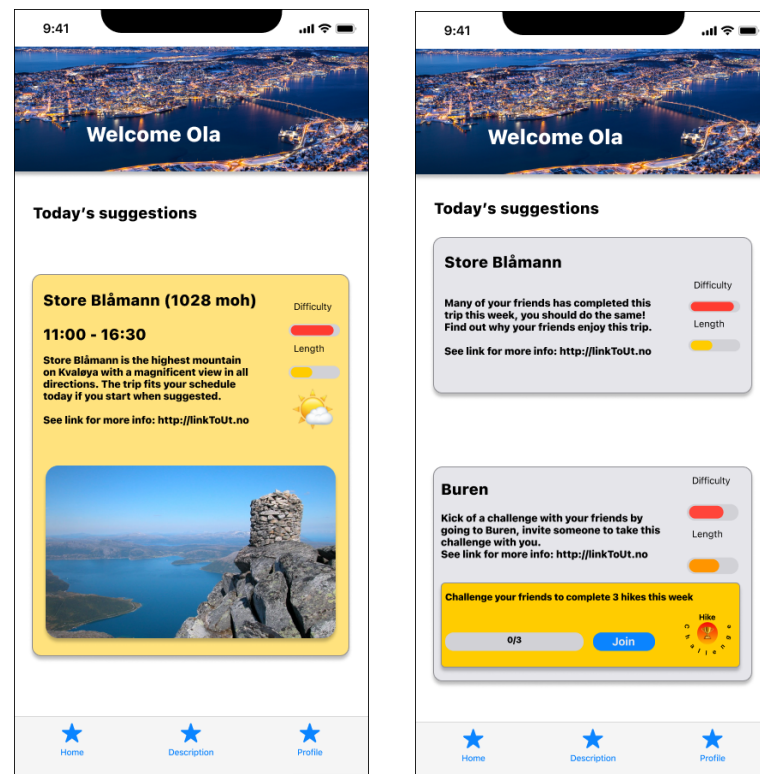 9:41
Welcome Ola
Today's suggestions
Store Blåmann (1028 moh)
11:00 - 16:30
Store Blåmann is the highest mountain
on Kvaløya with a magnificent view in all
directions. The trip fits your schedule
today if you start when suggested.
See link for more info: http://linkToUt.no
Difficulty
Length
Home
Description
Profile
9:41
Welcome Ola
Today's suggestions
Store Blåmann
Many of your friends has completed this
trip this week, you should do the same!
Find out why your friends enjoy this trip.
See link for more info: http://linkToUt.no
Difficulty
Length
Buren
Kick of a challenge with your friends by
going to Buren, invite someone to take this
challenge with you.
See link for more info: http://linkToUt.no
Difficulty
Length
Challenge your friends to complete 3 hikes this week
0/3
Join
Hike
Challenge
Home
Description
Profile